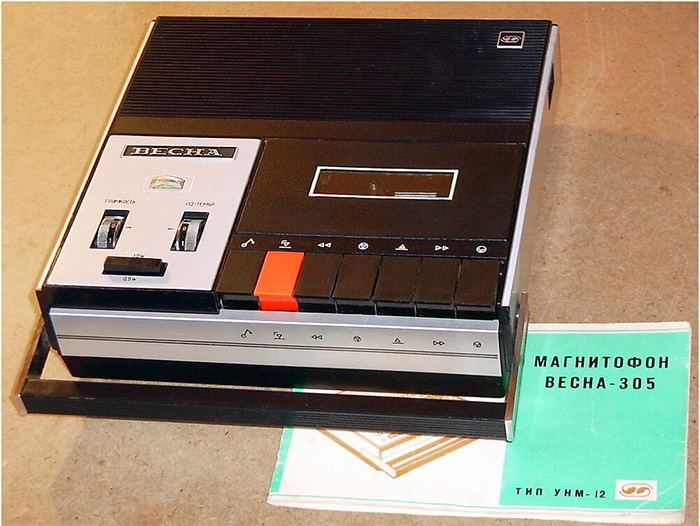 ВЕСНА
ГРОМКОСТЬ
МАГНИТОФОН
ВЕСНА-305
ТИП УНМ-12